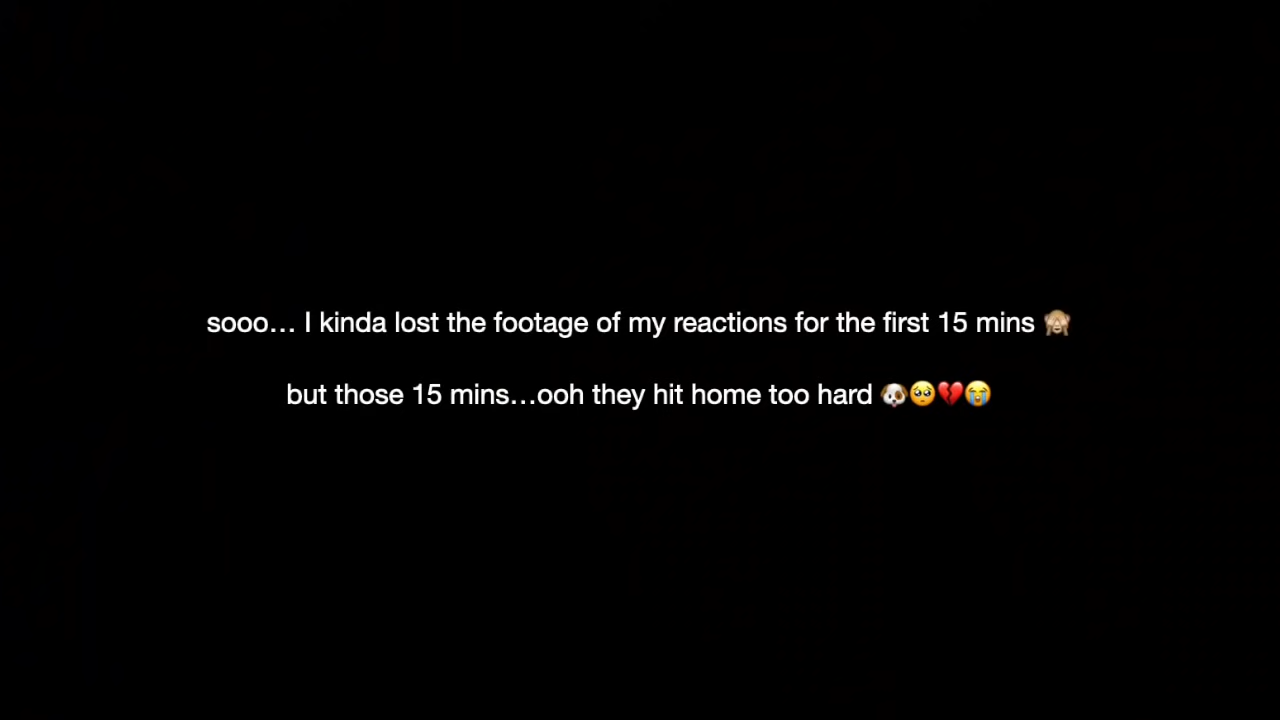 sooo… I kinda lost the footage of my reactions for the first 15 mins 🙈
but those 15 mins…ooh they hit home too hard 🐶🥺💔😭